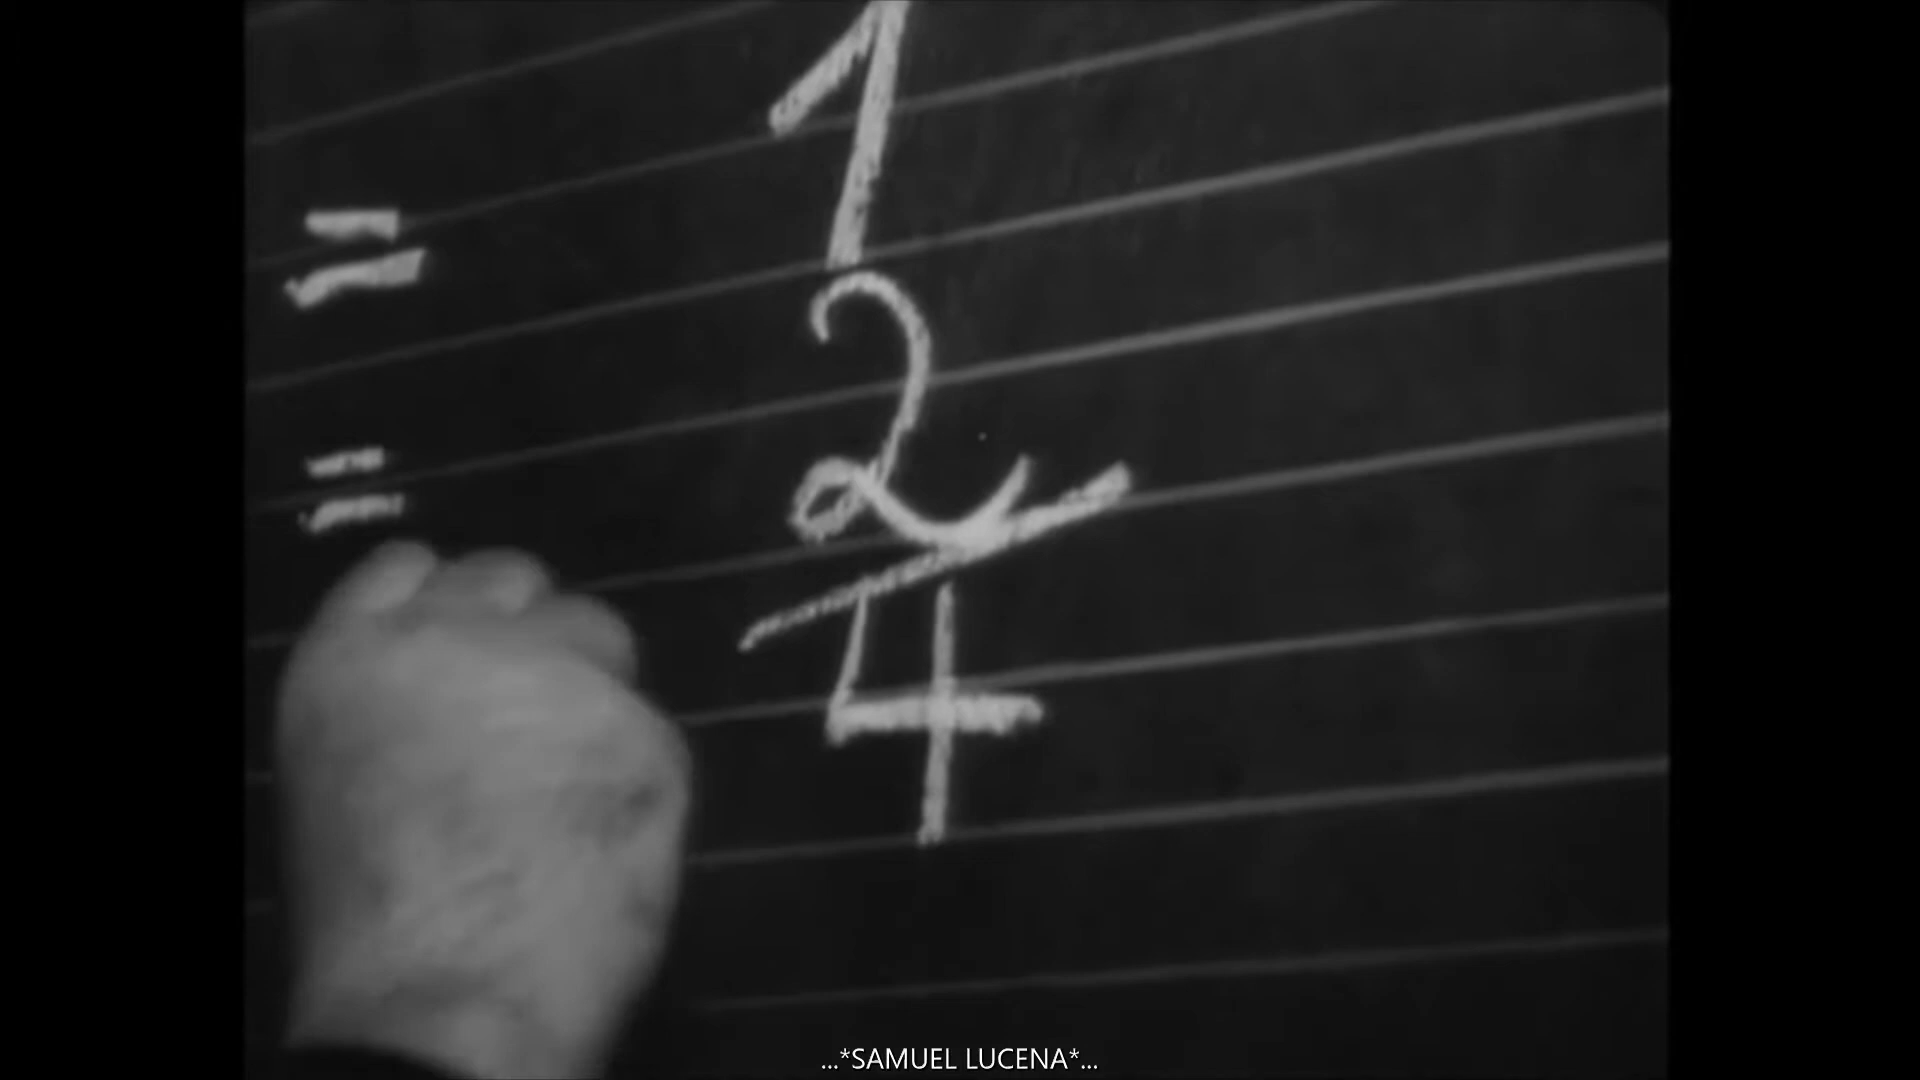 1
= 2
= 4
...*SAMUEL LUCENA*...